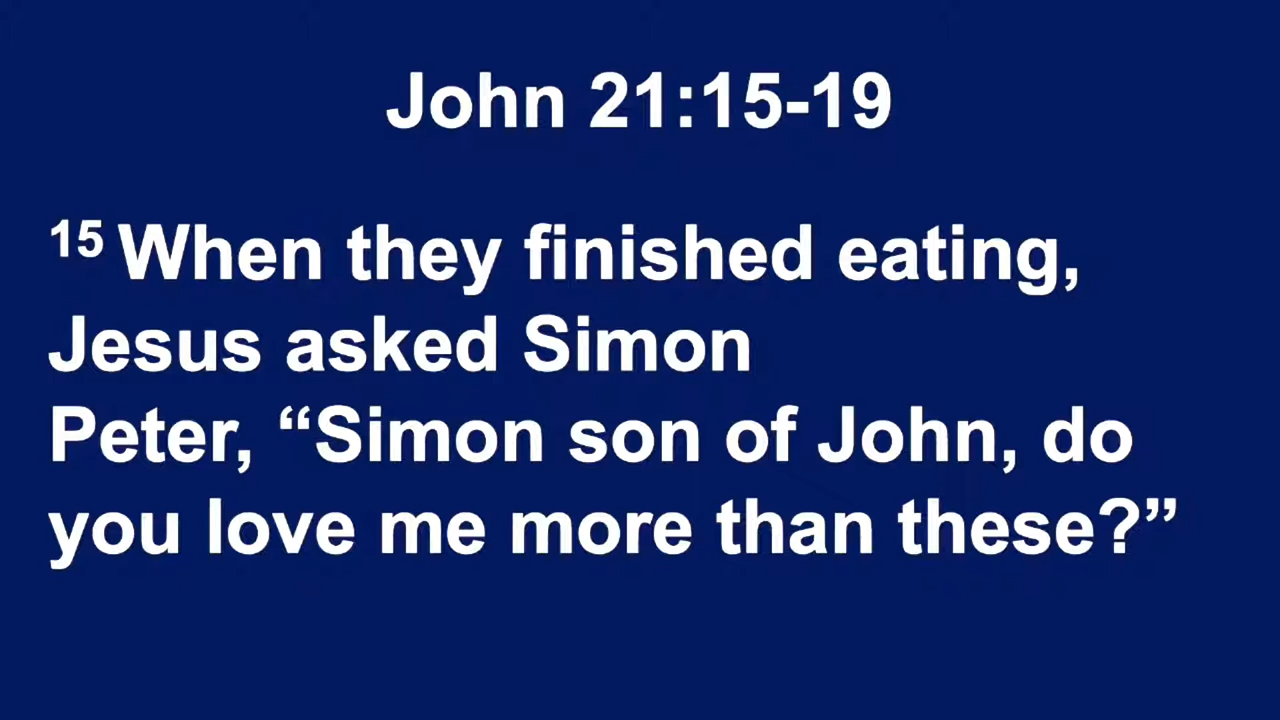 John 21:15-19
15 When they finished eating,
Jesus asked Simon
Peter, “Simon son of John, do
you love me more than these?”